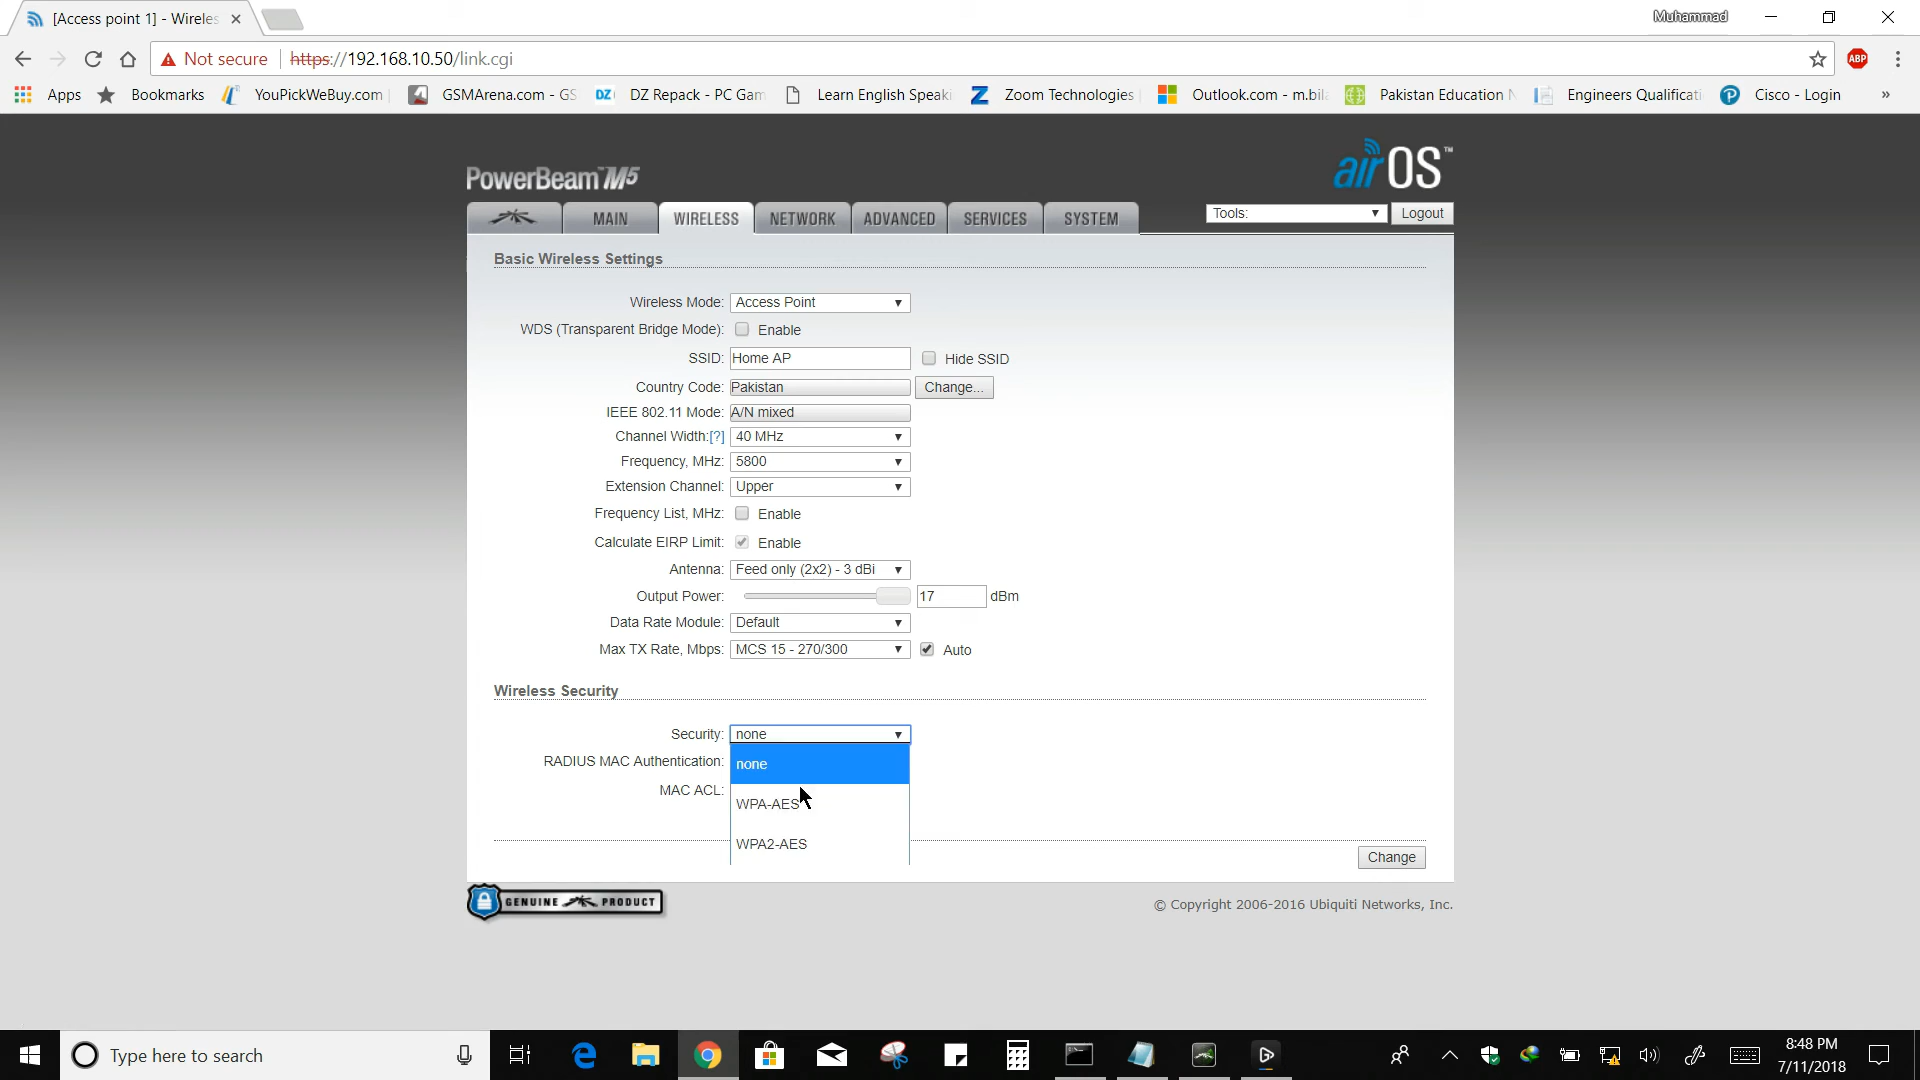 [Access point 1] - Wireles
Muhammad
Not secure
https://192.168.10.50/link.cgi
ABP
Apps
Bookmarks
YouPickWeBuy.com
GSMArena.com - GS
DZ
DZ Repack - PC Gam
Learn English Speaki
Z
Zoom Technologies
Outlook.com - m.bila
Pakistan Education N
Engineers Qualificati
P
Cisco - Login
»
PowerBeam™M5
airOS™
MAIN
WIRELESS
NETWORK
ADVANCED
SERVICES
SYSTEM
Tools:
Logout
Basic Wireless Settings
Wireless Mode: Access Point
WDS (Transparent Bridge Mode): Enable
SSID: Home AP Hide SSID
Country Code: Pakistan Change...
IEEE 802.11 Mode: A/N mixed
Channel Width:[?] 40 MHz
Frequency, MHz: 5800
Extension Channel: Upper
Frequency List, MHz: Enable
Calculate EIRP Limit: Enable
Antenna: Feed only (2x2) - 3 dBi
Output Power: 17 dBm
Data Rate Module: Default
Max TX Rate, Mbps: MCS 15 - 270/300 Auto
Wireless Security
Security: none
none
RADIUS MAC Authentication:
MAC ACL:
WPA-AES
WPA2-AES
Change
GENUINE PRODUCT
© Copyright 2006-2016 Ubiquiti Networks, Inc.
Type here to search
8:48 PM
7/11/2018